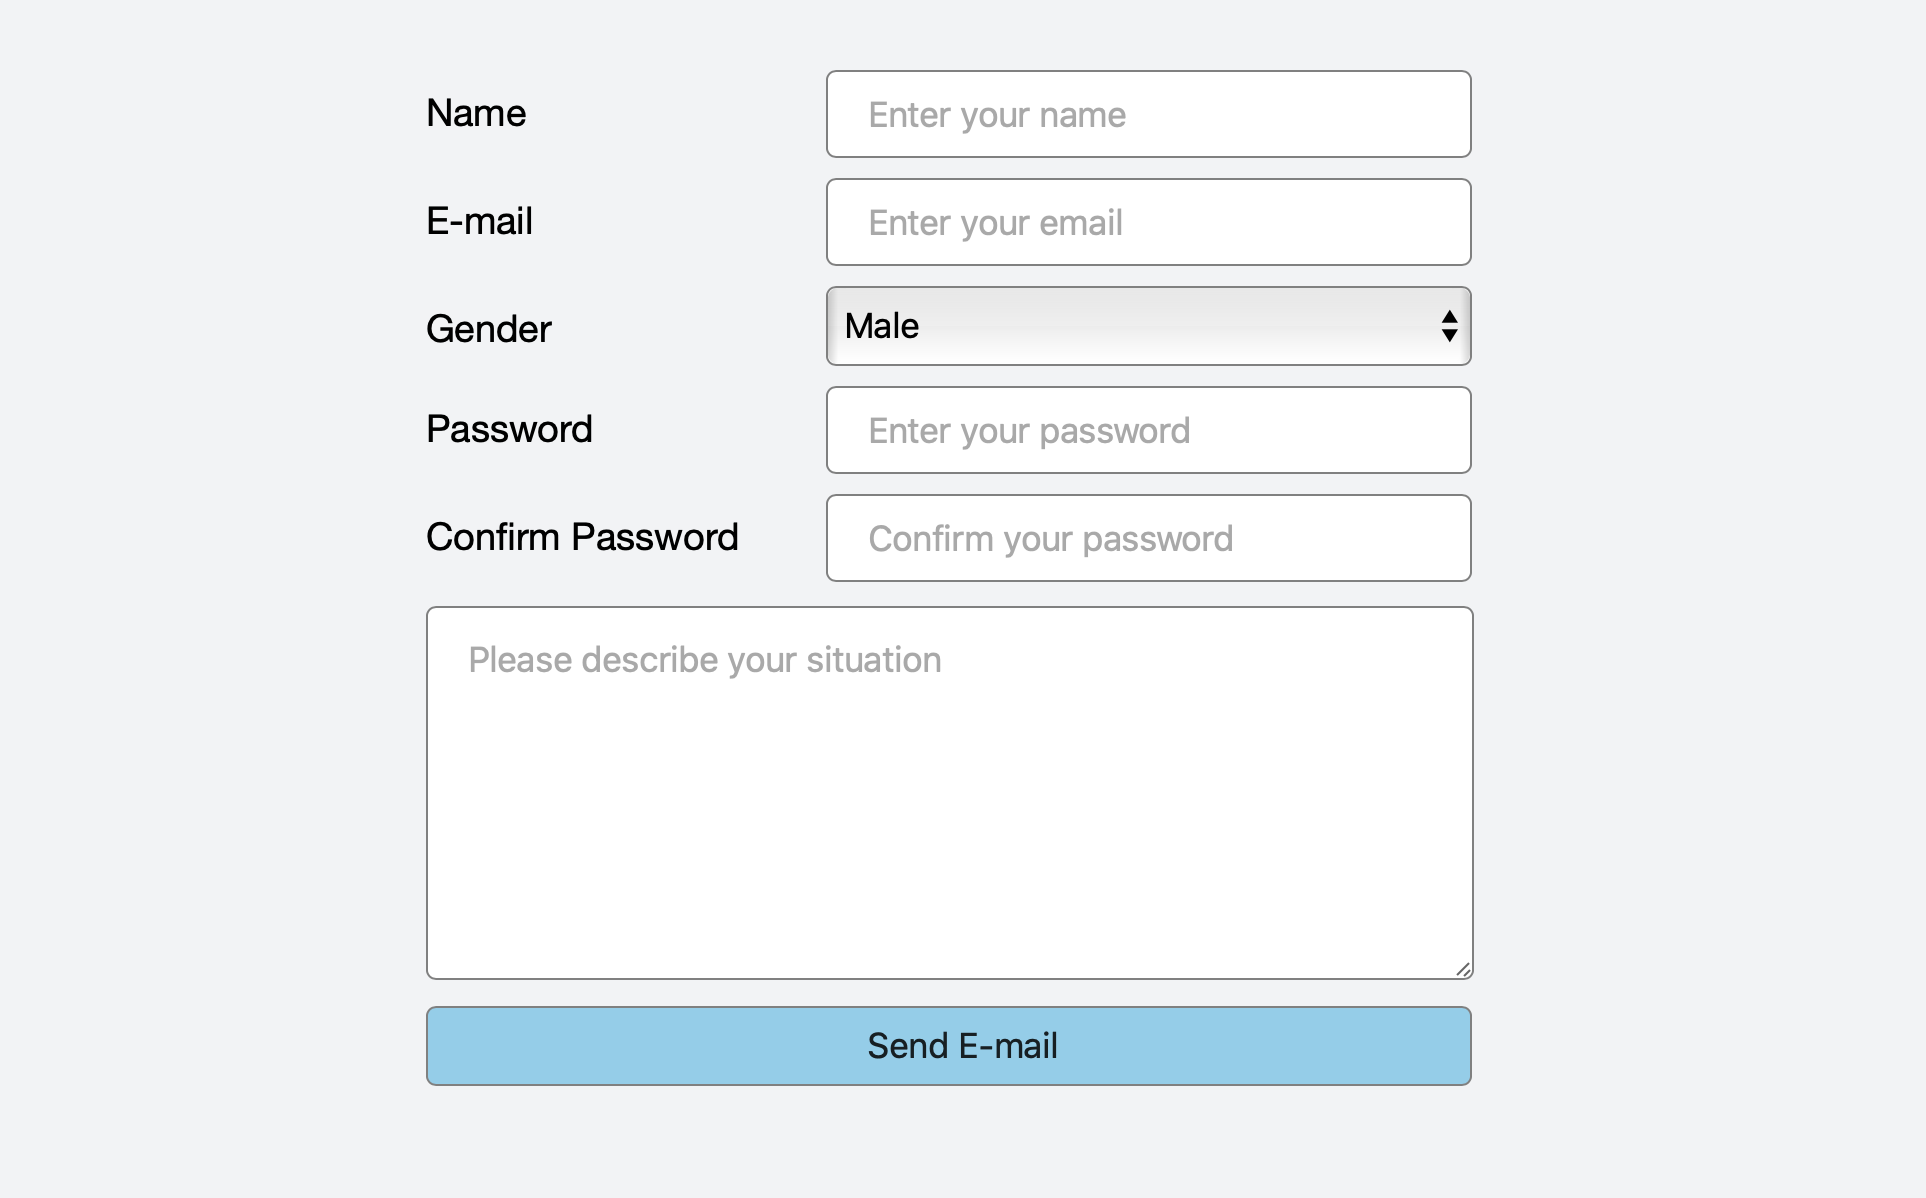 Name
Enter your name
E-mail
Enter your email
Gender
Male
Password
Enter your password
Confirm Password
Confirm your password
Please describe your situation
Send E-mail